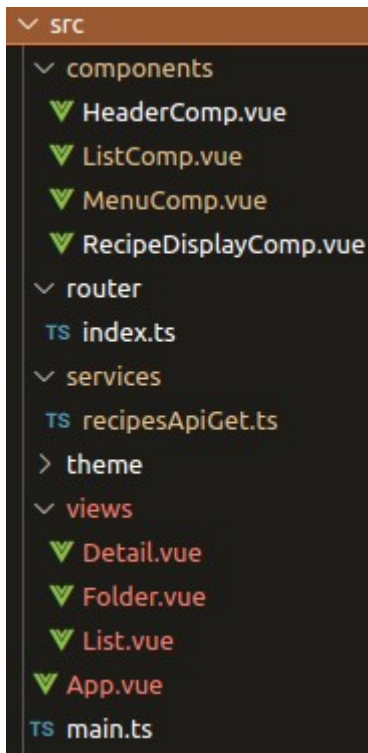 src
components
HeaderComp.vue
ListComp.vue
MenuComp.vue
RecipeDisplayComp.vue
router
TS index.ts
services
TS recipesApiGet.ts
theme
views
Detail.vue
Folder.vue
List.vue
App.vue
TS main.ts